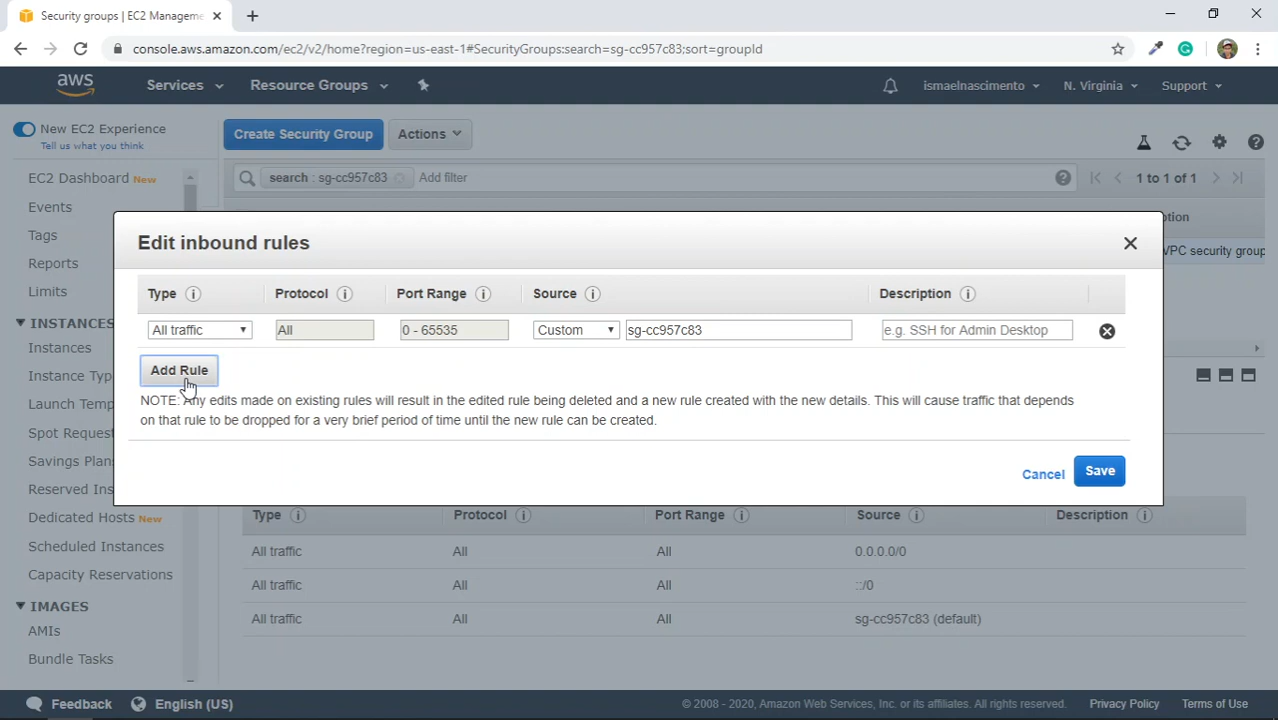 Security groups | EC2 Manageme
console.aws.amazon.com/ec2/v2/home?region=us-east-1#SecurityGroups:search=sg-cc957c83;sort=groupId
aws Services Resource Groups ismaelnascimento N. Virginia Support
New EC2 Experience
Tell us what you think
Create Security Group Actions
EC2 Dashboard New
search : sg-cc957c83 Add filter 1 to 1 of 1
Events
Tags
Reports
Limits
INSTANCES
Instances
Instance Typ
Launch Temp
Spot Request
Savings Plan
Reserved Ins
Dedicated Hosts New
Scheduled Instances
Capacity Reservations
IMAGES
AMIs
Bundle Tasks
ption
VPC security group
Edit inbound rules
Type Protocol Port Range Source Description
All traffic All 0 - 65535 Custom sg-cc957c83 e.g. SSH for Admin Desktop
Add Rule
NOTE: Any edits made on existing rules will result in the edited rule being deleted and a new rule created with the new details. This will cause traffic that depends
on that rule to be dropped for a very brief period of time until the new rule can be created.
Cancel Save
Type Protocol Port Range Source Description
All traffic All All 0.0.0.0/0
All traffic All All ::/0
All traffic All All sg-cc957c83 (default)
Feedback English (US) © 2008 - 2020, Amazon Web Services, Inc. or its affiliates. All rights reserved. Privacy Policy Terms of Use